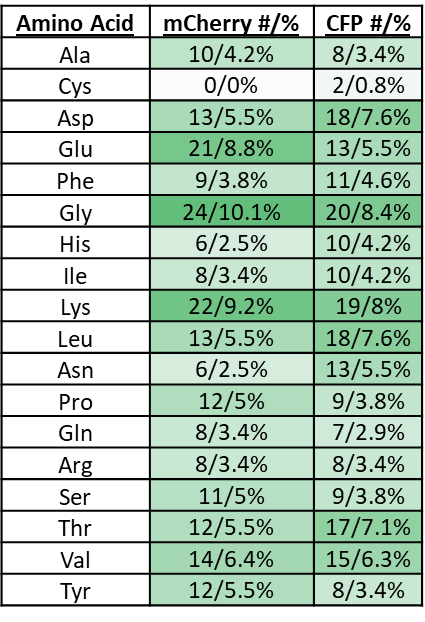 Amino Acid mCherry #/% CFP #/%
Ala 10/4.2% 8/3.4%
Cys 0/0% 2/0.8%
Asp 13/5.5% 18/7.6%
Glu 21/8.8% 13/5.5%
Phe 9/3.8% 11/4.6%
Gly 24/10.1% 20/8.4%
His 6/2.5% 10/4.2%
Ile 8/3.4% 10/4.2%
Lys 22/9.2% 19/8%
Leu 13/5.5% 18/7.6%
Asn 6/2.5% 13/5.5%
Pro 12/5% 9/3.8%
Gln 8/3.4% 7/2.9%
Arg 8/3.4% 8/3.4%
Ser 11/5% 9/3.8%
Thr 12/5.5% 17/7.1%
Val 14/6.4% 15/6.3%
Tyr 12/5.5% 8/3.4%